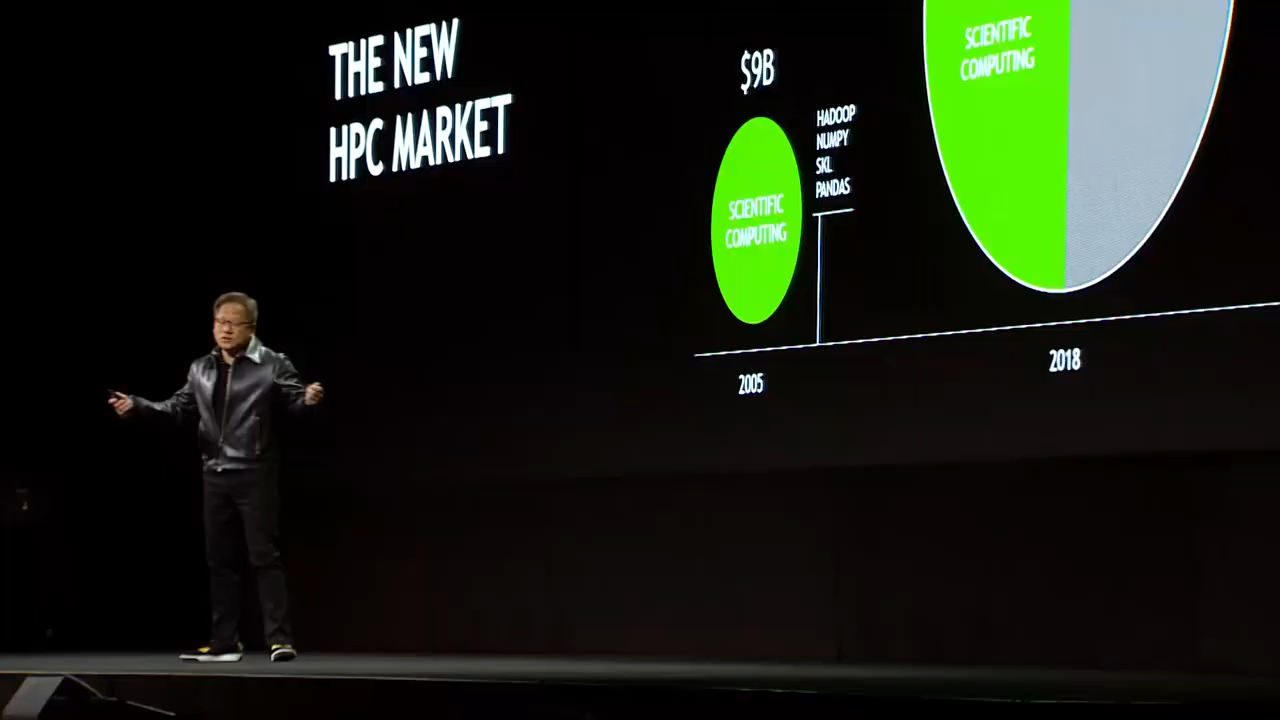 THE NEW
HPC MARKET
$9B
SCIENTIFIC
COMPUTING
HADOOP
NUMPY
SKL
PANDAS
SCIENTIFIC
COMPUTING
2005
2018